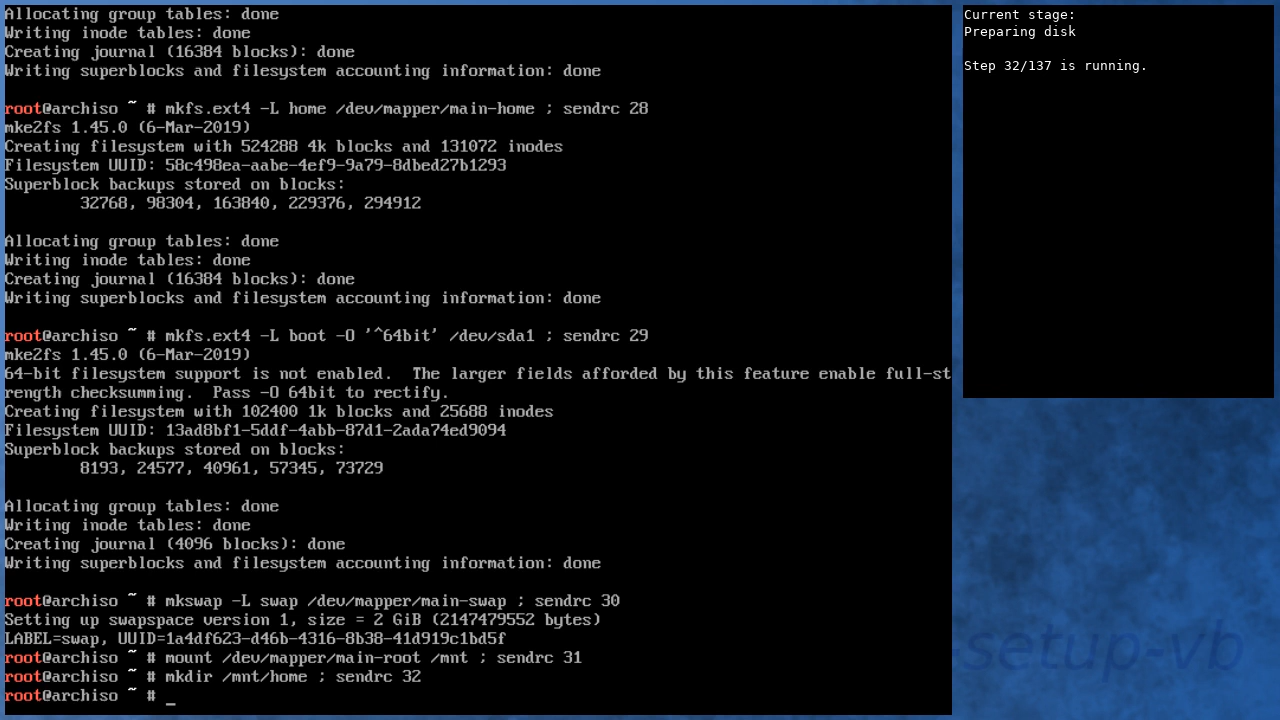 Allocating group tables: done
Writing inode tables: done
Creating journal (16384 blocks): done
Writing superblocks and filesystem accounting information: done
root@archiso ~ # mkfs.ext4 -L home /dev/mapper/main-home ; sendrc 28
mke2fs 1.45.0 (6-Mar-2019)
Creating filesystem with 524288 4k blocks and 131072 inodes
Filesystem UUID: 58c498ea-aabe-4ef9-9a79-8dbed27b1293
Superblock backups stored on blocks:
        32768, 98304, 163840, 229376, 294912
Allocating group tables: done
Writing inode tables: done
Creating journal (16384 blocks): done
Writing superblocks and filesystem accounting information: done
root@archiso ~ # mkfs.ext4 -L boot -O '^64bit' /dev/sda1 ; sendrc 29
mke2fs 1.45.0 (6-Mar-2019)
64-bit filesystem support is not enabled.  The larger fields afforded by this feature enable full-st
rength checksumming.  Pass -O 64bit to rectify.
Creating filesystem with 102400 1k blocks and 25688 inodes
Filesystem UUID: 13ad8bf1-5ddf-4abb-87d1-2ada74ed9094
Superblock backups stored on blocks:
        8193, 24577, 40961, 57345, 73729
Allocating group tables: done
Writing inode tables: done
Creating journal (4096 blocks): done
Writing superblocks and filesystem accounting information: done
root@archiso ~ # mkswap -L swap /dev/mapper/main-swap ; sendrc 30
Setting up swapspace version 1, size = 2 GiB (2147479552 bytes)
LABEL=swap, UUID=1a4df623-d46b-4316-8b38-41d919c1bd5f
root@archiso ~ # mount /dev/mapper/main-root /mnt ; sendrc 31
root@archiso ~ # mkdir /mnt/home ; sendrc 32
root@archiso ~ # _
Current stage:
Preparing disk
Step 32/137 is running.
-setup-vb